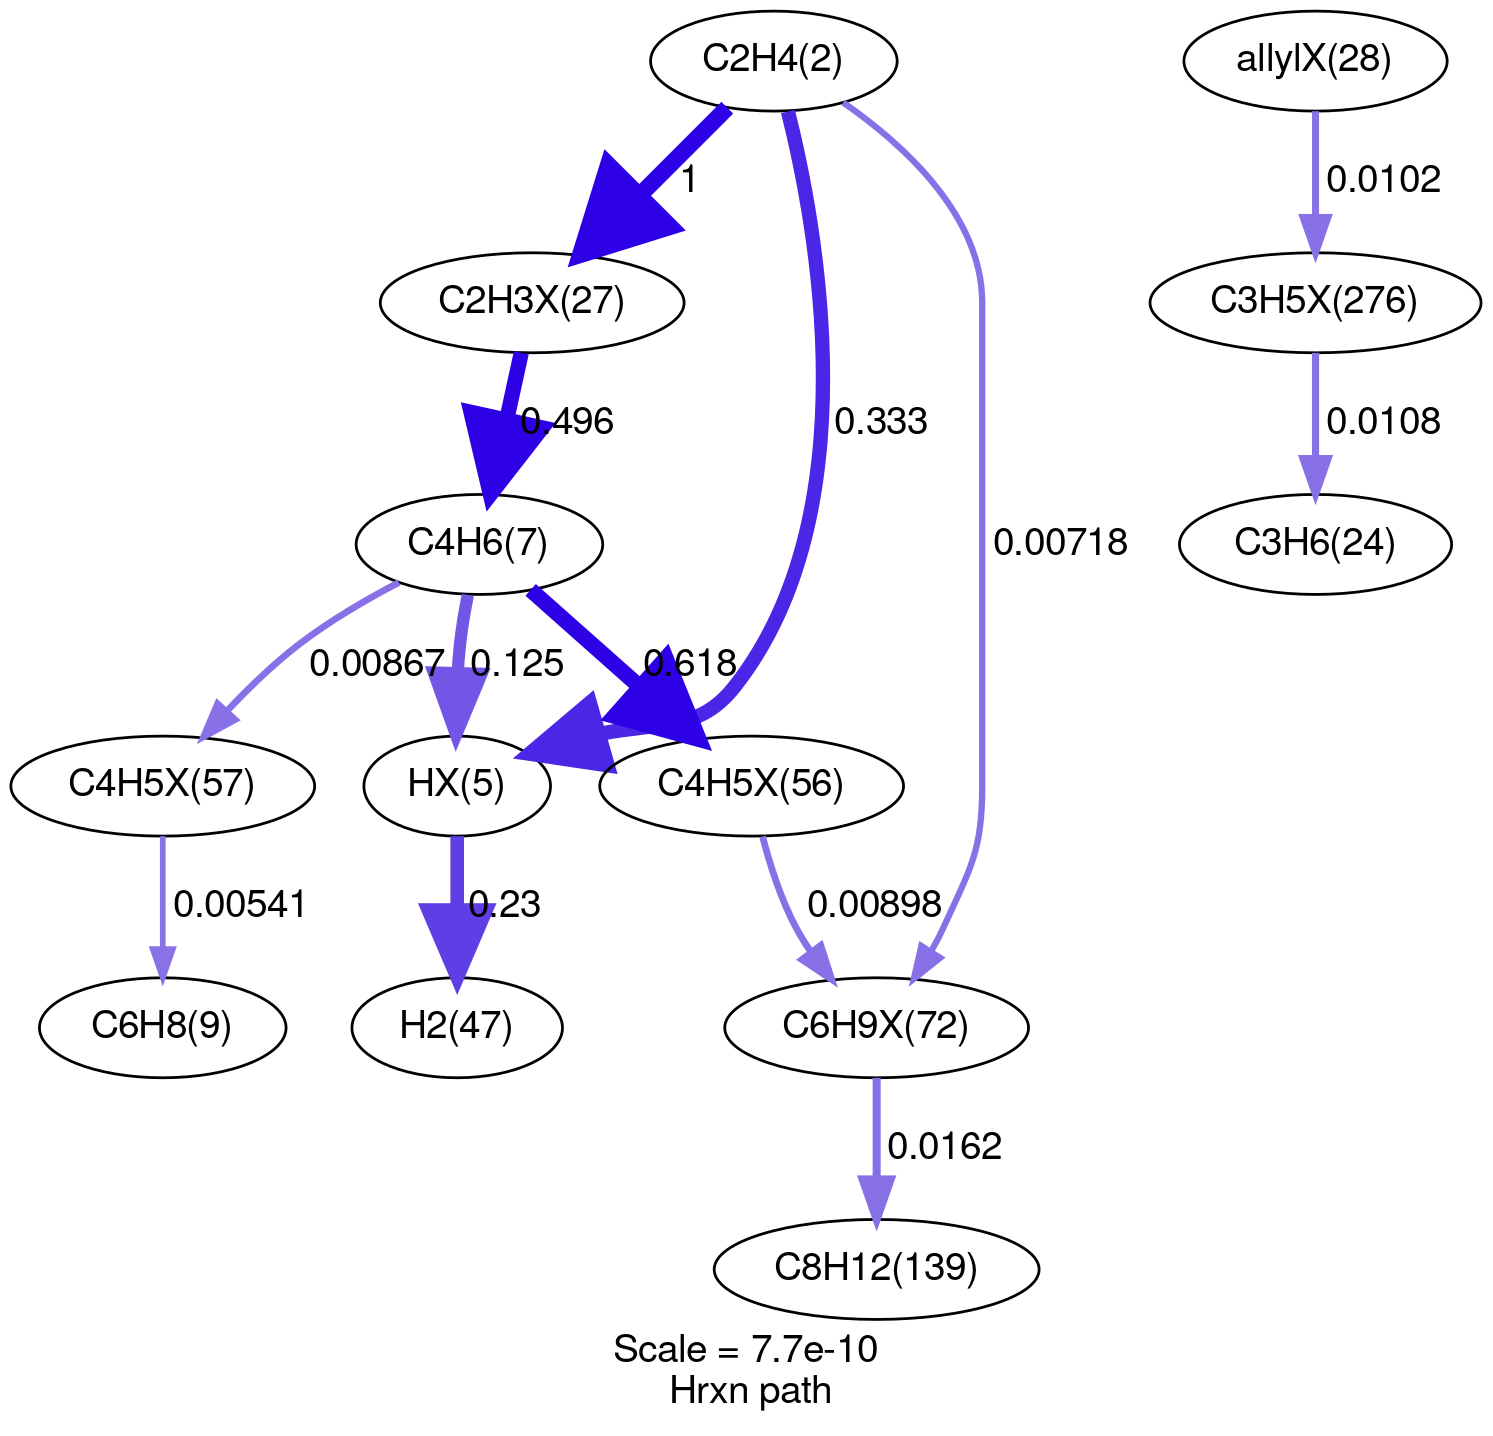 C2H4(2)
allylX(28)
1
0.0102
C2H3X(27)
C3H5X(276)
0.496
0.333
0.0108
C4H6(7)
0.00718
C3H6(24)
0.00867
0.125
0.618
C4H5X(57)
HX(5)
C4H5X(56)
0.00541
0.23
0.00898
C6H8(9)
H2(47)
C6H9X(72)
0.0162
C8H12(139)
Scale = 7.7e-10
Hrxn path